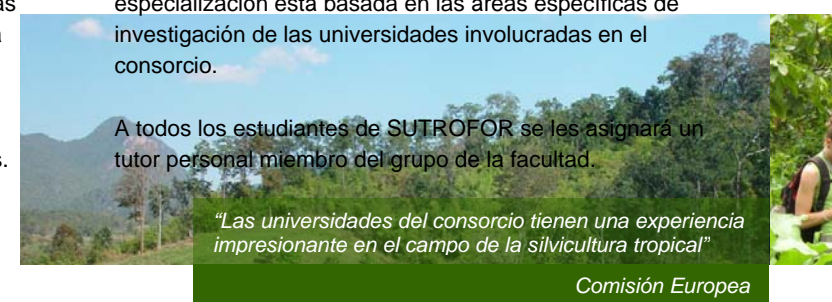 as
especialización está basada en las áreas específicas de
investigación de las universidades involucradas en el
consorcio.
A todos los estudiantes de SUTROFOR se les asignará un
tutor personal miembro del grupo de la facultad.
s.
“Las universidades del consorcio tienen una experiencia
impresionante en el campo de la silvicultura tropical”
Comisión Europea